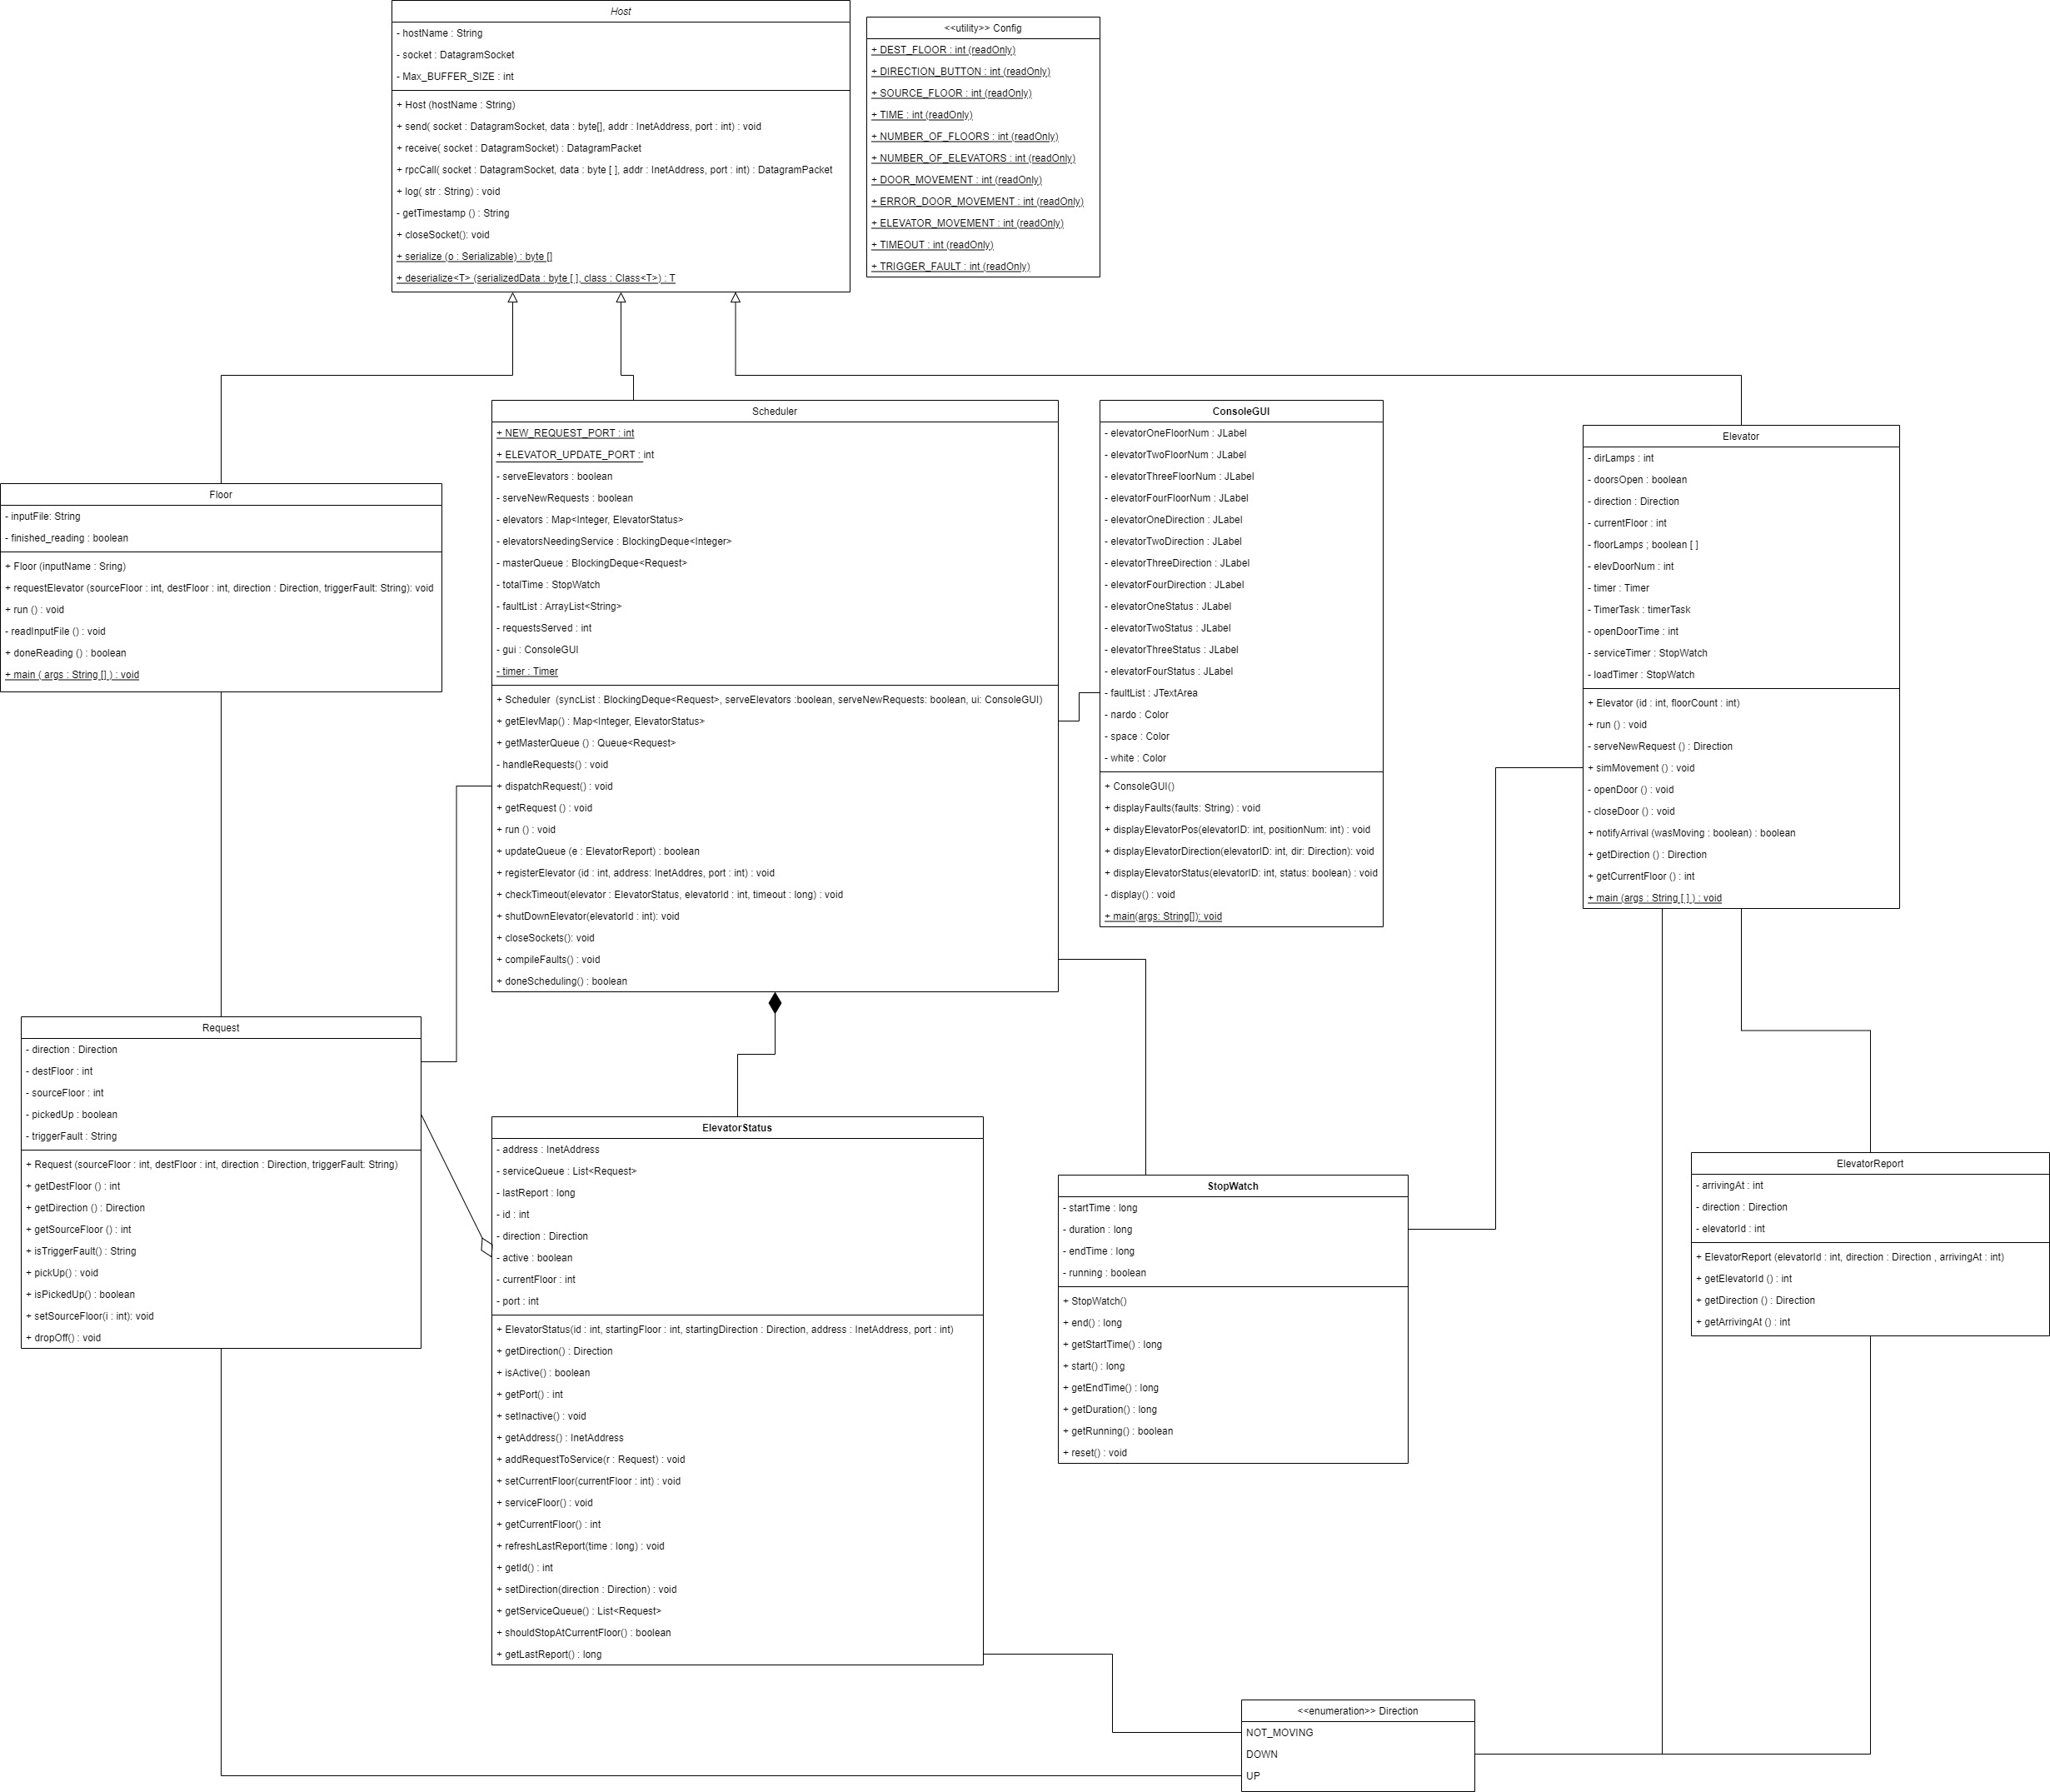 Host
- hostName : String
- socket : DatagramSocket
- Max_BUFFER_SIZE : int
+ Host (hostName : String)
+ send( socket : DatagramSocket, data : byte[], addr : InetAddress, port : int) : void
+ receive( socket : DatagramSocket) : DatagramPacket
+ rpcCall( socket : DatagramSocket, data : byte [ ], addr : InetAddress, port : int) : DatagramPacket
+ log( str : String) : void
- getTimestamp () : String
+ closeSocket(): void
+ serialize (o : Serializable) : byte []
+ deserialize<T> (serializedData : byte [ ], class : Class<T>) : T
<<utility>> Config
+ DEST_FLOOR : int (readOnly)
+ DIRECTION_BUTTON : int (readOnly)
+ SOURCE_FLOOR : int (readOnly)
+ TIME : int (readOnly)
+ NUMBER_OF_FLOORS : int (readOnly)
+ NUMBER_OF_ELEVATORS : int (readOnly)
+ DOOR_MOVEMENT : int (readOnly)
+ ERROR_DOOR_MOVEMENT : int (readOnly)
+ ELEVATOR_MOVEMENT : int (readOnly)
+ TIMEOUT : int (readOnly)
+ TRIGGER_FAULT : int (readOnly)
Floor
- inputFile: String
- finished_reading : boolean
+ Floor (inputName : Sring)
+ requestElevator (sourceFloor : int, destFloor : int, direction : Direction, triggerFault: String): void
+ run () : void
- readInputFile () : void
+ doneReading () : boolean
+ main ( args : String [] ) : void
Scheduler
+ NEW_REQUEST_PORT : int
+ ELEVATOR_UPDATE_PORT : int
- serveElevators : boolean
- serveNewRequests : boolean
- elevators : Map<Integer, ElevatorStatus>
- elevatorsNeedingService : BlockingDeque<Integer>
- masterQueue : BlockingDeque<Request>
- totalTime : StopWatch
- faultList : ArrayList<String>
- requestsServed : int
- gui : ConsoleGUI
- timer : Timer
+ Scheduler (syncList : BlockingDeque<Request>, serveElevators :boolean, serveNewRequests: boolean, ui: ConsoleGUI)
+ getElevMap() : Map<Integer, ElevatorStatus>
+ getMasterQueue () : Queue<Request>
- handleRequests() : void
+ dispatchRequest() : void
+ getRequest () : void
+ run () : void
+ updateQueue (e : ElevatorReport) : boolean
+ registerElevator (id : int, address: InetAddres, port : int) : void
+ checkTimeout(elevator : ElevatorStatus, elevatorId : int, timeout : long) : void
+ shutDownElevator(elevatorId : int): void
+ closeSockets(): void
+ compileFaults() : void
+ doneScheduling() : boolean
ConsoleGUI
- elevatorOneFloorNum : JLabel
- elevatorTwoFloorNum : JLabel
- elevatorThreeFloorNum : JLabel
- elevatorFourFloorNum : JLabel
- elevatorOneDirection : JLabel
- elevatorTwoDirection : JLabel
- elevatorThreeDirection : JLabel
- elevatorFourDirection : JLabel
- elevatorOneStatus : JLabel
- elevatorTwoStatus : JLabel
- elevatorThreeStatus : JLabel
- elevatorFourStatus : JLabel
- faultList : JTextArea
- nardo : Color
- space : Color
- white : Color
+ ConsoleGUI()
+ displayFaults(faults: String) : void
+ displayElevatorPos(elevatorID: int, positionNum: int) : void
+ displayElevatorDirection(elevatorID: int, dir: Direction): void
+ displayElevatorStatus(elevatorID: int, status: boolean) : void
- display() : void
+ main(args: String[]): void
Elevator
- dirLamps : int
- doorsOpen : boolean
- direction : Direction
- currentFloor : int
- floorLamps ; boolean [ ]
- elevDoorNum : int
- timer : Timer
- TimerTask : timerTask
- openDoorTime : int
- serviceTimer : StopWatch
- loadTimer : StopWatch
+ Elevator (id : int, floorCount : int)
+ run () : void
- serveNewRequest () : Direction
+ simMovement () : void
- openDoor () : void
- closeDoor () : void
+ notifyArrival (wasMoving : boolean) : boolean
+ getDirection () : Direction
+ getCurrentFloor () : int
+ main (args : String [ ] ) : void
Request
- direction : Direction
- destFloor : int
- sourceFloor : int
- pickedUp : boolean
- triggerFault : String
+ Request (sourceFloor : int, destFloor : int, direction : Direction, triggerFault: String)
+ getDestFloor () : int
+ getDirection () : Direction
+ getSourceFloor () : int
+ isTriggerFault() : String
+ pickUp() : void
+ isPickedUp() : boolean
+ setSourceFloor(i : int): void
+ dropOff() : void
ElevatorStatus
- address : InetAddress
- serviceQueue : List<Request>
- lastReport : long
- id : int
- direction : Direction
- active : boolean
- currentFloor : int
- port : int
+ ElevatorStatus(id : int, startingFloor : int, startingDirection : Direction, address : InetAddress, port : int)
+ getDirection() : Direction
+ isActive() : boolean
+ getPort() : int
+ setInactive() : void
+ getAddress() : InetAddress
+ addRequestToService(r : Request) : void
+ setCurrentFloor(currentFloor : int) : void
+ serviceFloor() : void
+ getCurrentFloor() : int
+ refreshLastReport(time : long) : void
+ getId() : int
+ setDirection(direction : Direction) : void
+ getServiceQueue() : List<Request>
+ shouldStopAtCurrentFloor() : boolean
+ getLastReport() : long
StopWatch
- startTime : long
- duration : long
- endTime : long
- running : boolean
+ StopWatch()
+ end() : long
+ getStartTime() : long
+ start() : long
+ getEndTime() : long
+ getDuration() : long
+ getRunning() : boolean
+ reset() : void
ElevatorReport
- arrivingAt : int
- direction : Direction
- elevatorId : int
+ ElevatorReport (elevatorId : int, direction : Direction , arrivingAt : int)
+ getElevatorId () : int
+ getDirection () : Direction
+ getArrivingAt () : int
<<enumeration>> Direction
NOT_MOVING
DOWN
UP